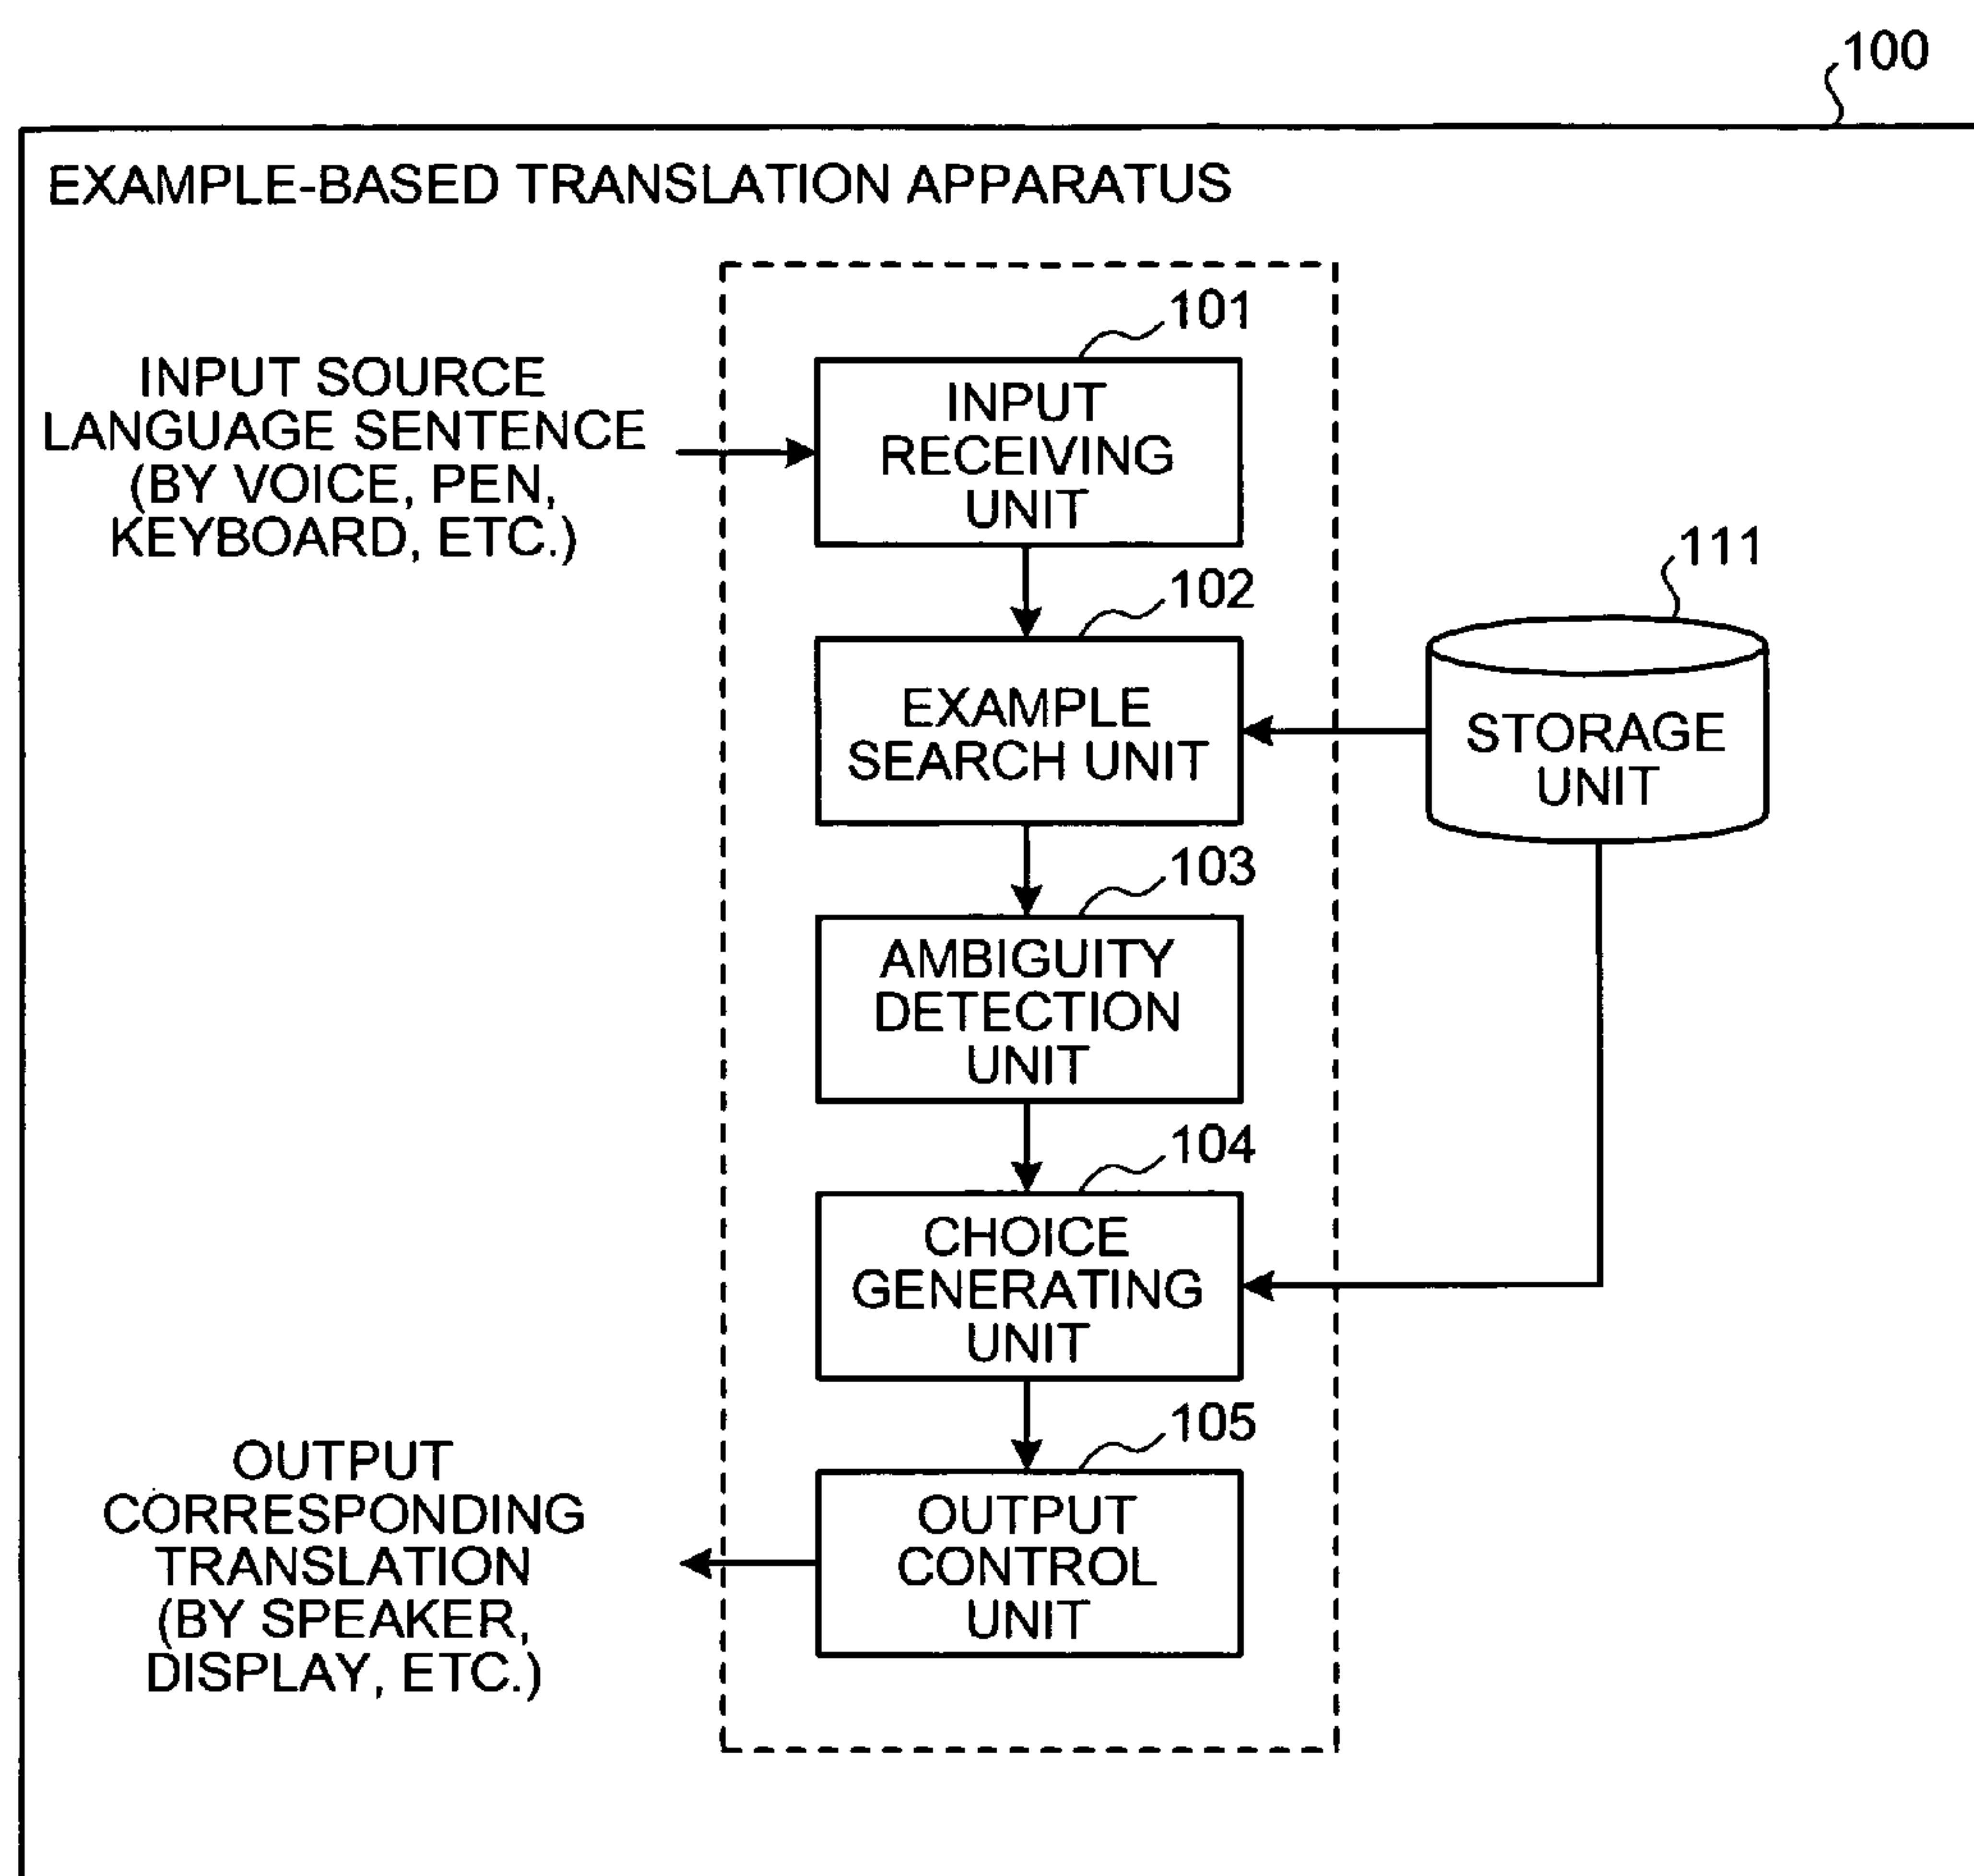 100
EXAMPLE-BASED TRANSLATION APPARATUS
101
INPUT SOURCE
LANGUAGE SENTENCE
(BY VOICE, PEN,
KEYBOARD, ETC.)
INPUT
RECEIVING
UNIT
102
111
EXAMPLE
SEARCH UNIT
STORAGE
UNIT
103
AMBIGUITY
DETECTION
UNIT
104
CHOICE
GENERATING
UNIT
105
OUTPUT
CORRESPONDING
TRANSLATION
(BY SPEAKER,
DISPLAY, ETC.)
OUTPUT
CONTROL
UNIT